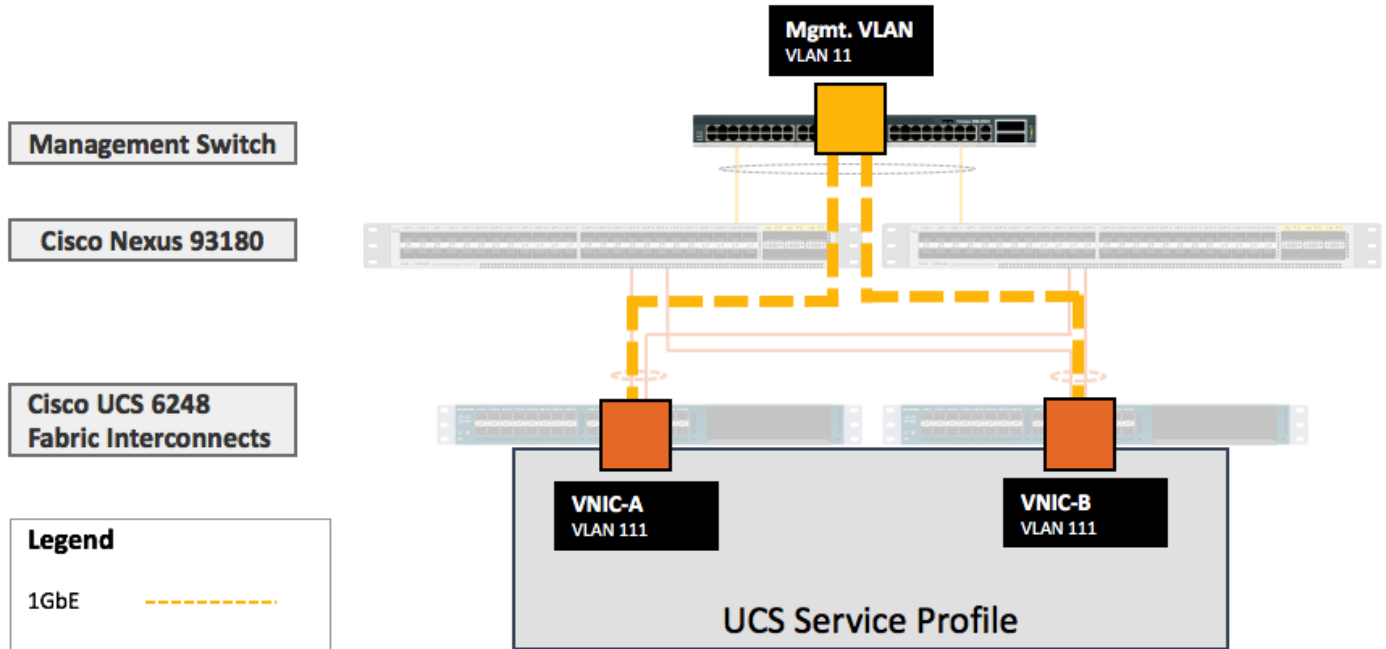 Mgmt. VLAN
VLAN 11
Management Switch
Cisco Nexus 93180
Cisco UCS 6248
Fabric Interconnects
VNIC-A
VLAN 111
VNIC-B
VLAN 111
Legend
1GbE
UCS Service Profile